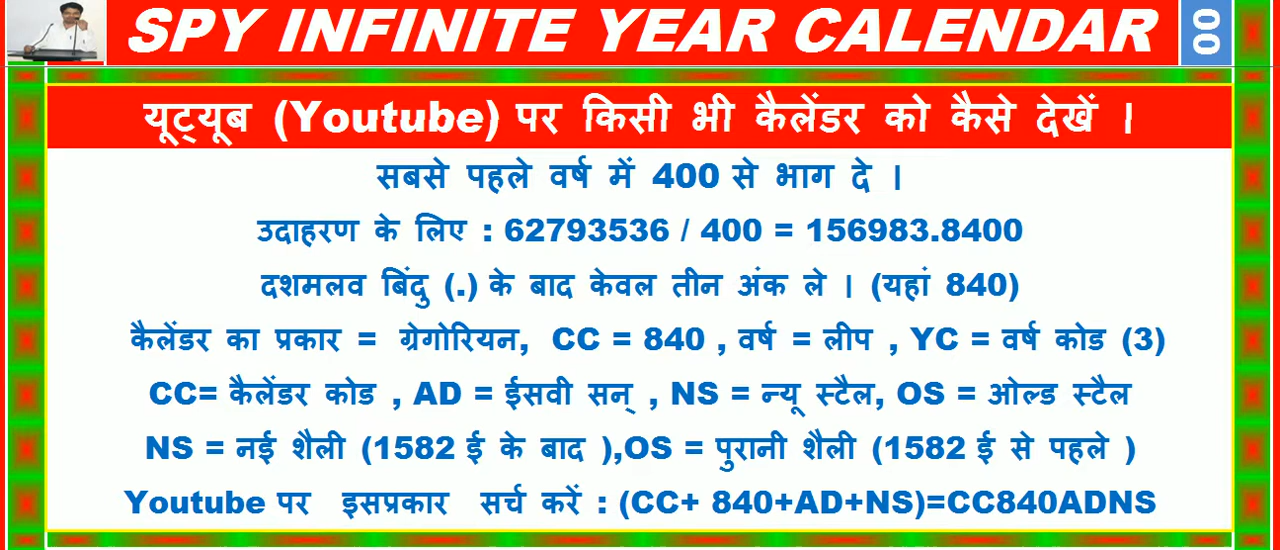 SPY INFINITE YEAR CALENDAR
00
यूट्यूब (Youtube) पर किसी भी कैलेंडर को कैसे देखें ।
सबसे पहले वर्ष में 400 से भाग दे ।
उदाहरण के लिए : 62793536 / 400 = 156983.8400
दशमलव बिंदु (.) के बाद केवल तीन अंक ले । (यहां 840)
कैलेंडर का प्रकार = ग्रेगोरियन, CC = 840 , वर्ष = लीप , YC = वर्ष कोड (3)
CC= कैलेंडर कोड , AD = ईसवी सन् , NS = न्यू स्टैल, OS = ओल्ड स्टैल
NS = नई शैली (1582 ई के बाद ),OS = पुरानी शैली (1582 ई से पहले )
Youtube पर इसप्रकार सर्च करें : (CC+ 840+AD+NS)=CC840ADNS